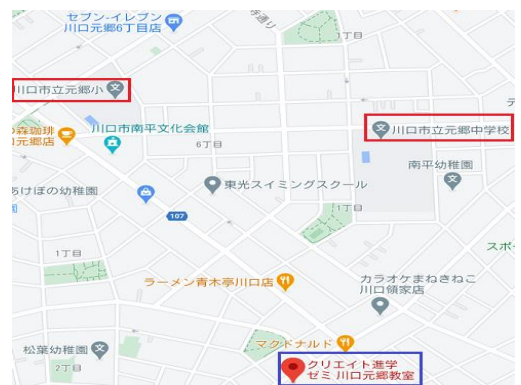 セブン-イレブン
川口元郷6丁目店
1丁目
川口市立元郷小
の森珈琲
元郷店
川口市南平文化会館
6丁目
川口市立元郷中学校
南平幼稚園
けぼの幼稚園
東光スイミングスクール
107
1丁目
スポ
1丁目
ラーメン青木亭川口店
カラオケまねきねこ
川口領家店
マクドナルド
松葉幼稚園
2丁目
クリエイト進学
ゼミ 川口元郷教室